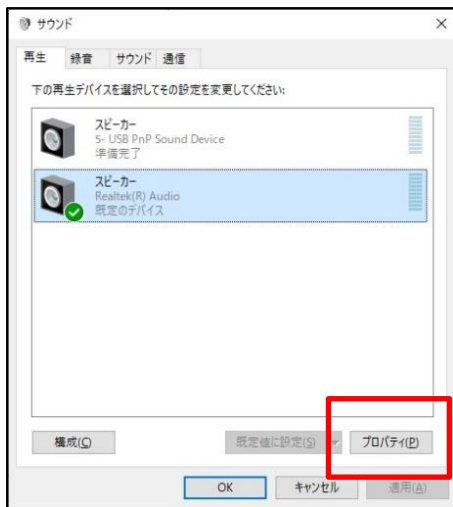 サウンド
再生 録音 サウンド 通信
下の再生デバイスを選択してその設定を変更してください:
スピーカー
5- USB PnP Sound Device
準備完了
スピーカー
Realtek(R) Audio
既定のデバイス
構成(C) 既定値に設定(S) プロパティ(P)
OK キャンセル 適用(A)